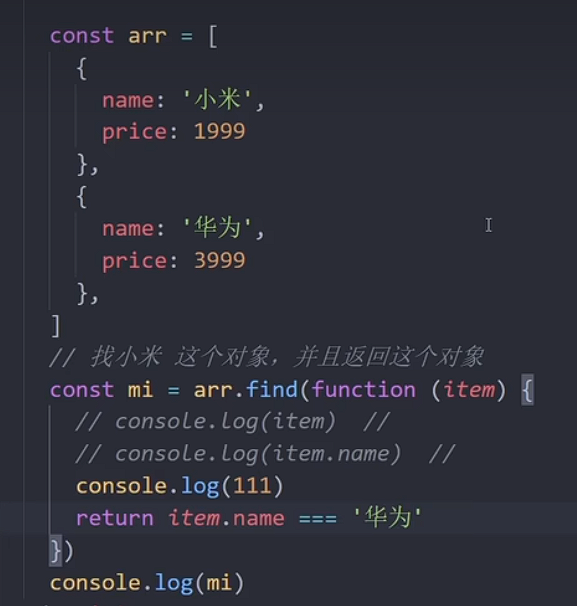 const arr = [
{
name: '小米',
price: 1999
},
{
name: '华为',
price: 3999
},
]
// 找小米 这个对象，并且返回这个对象
const mi = arr.find(function (item) {
// console.log(item)  //
// console.log(item.name)  //
console.log(111)
return item.name === '华为'
})
console.log(mi)